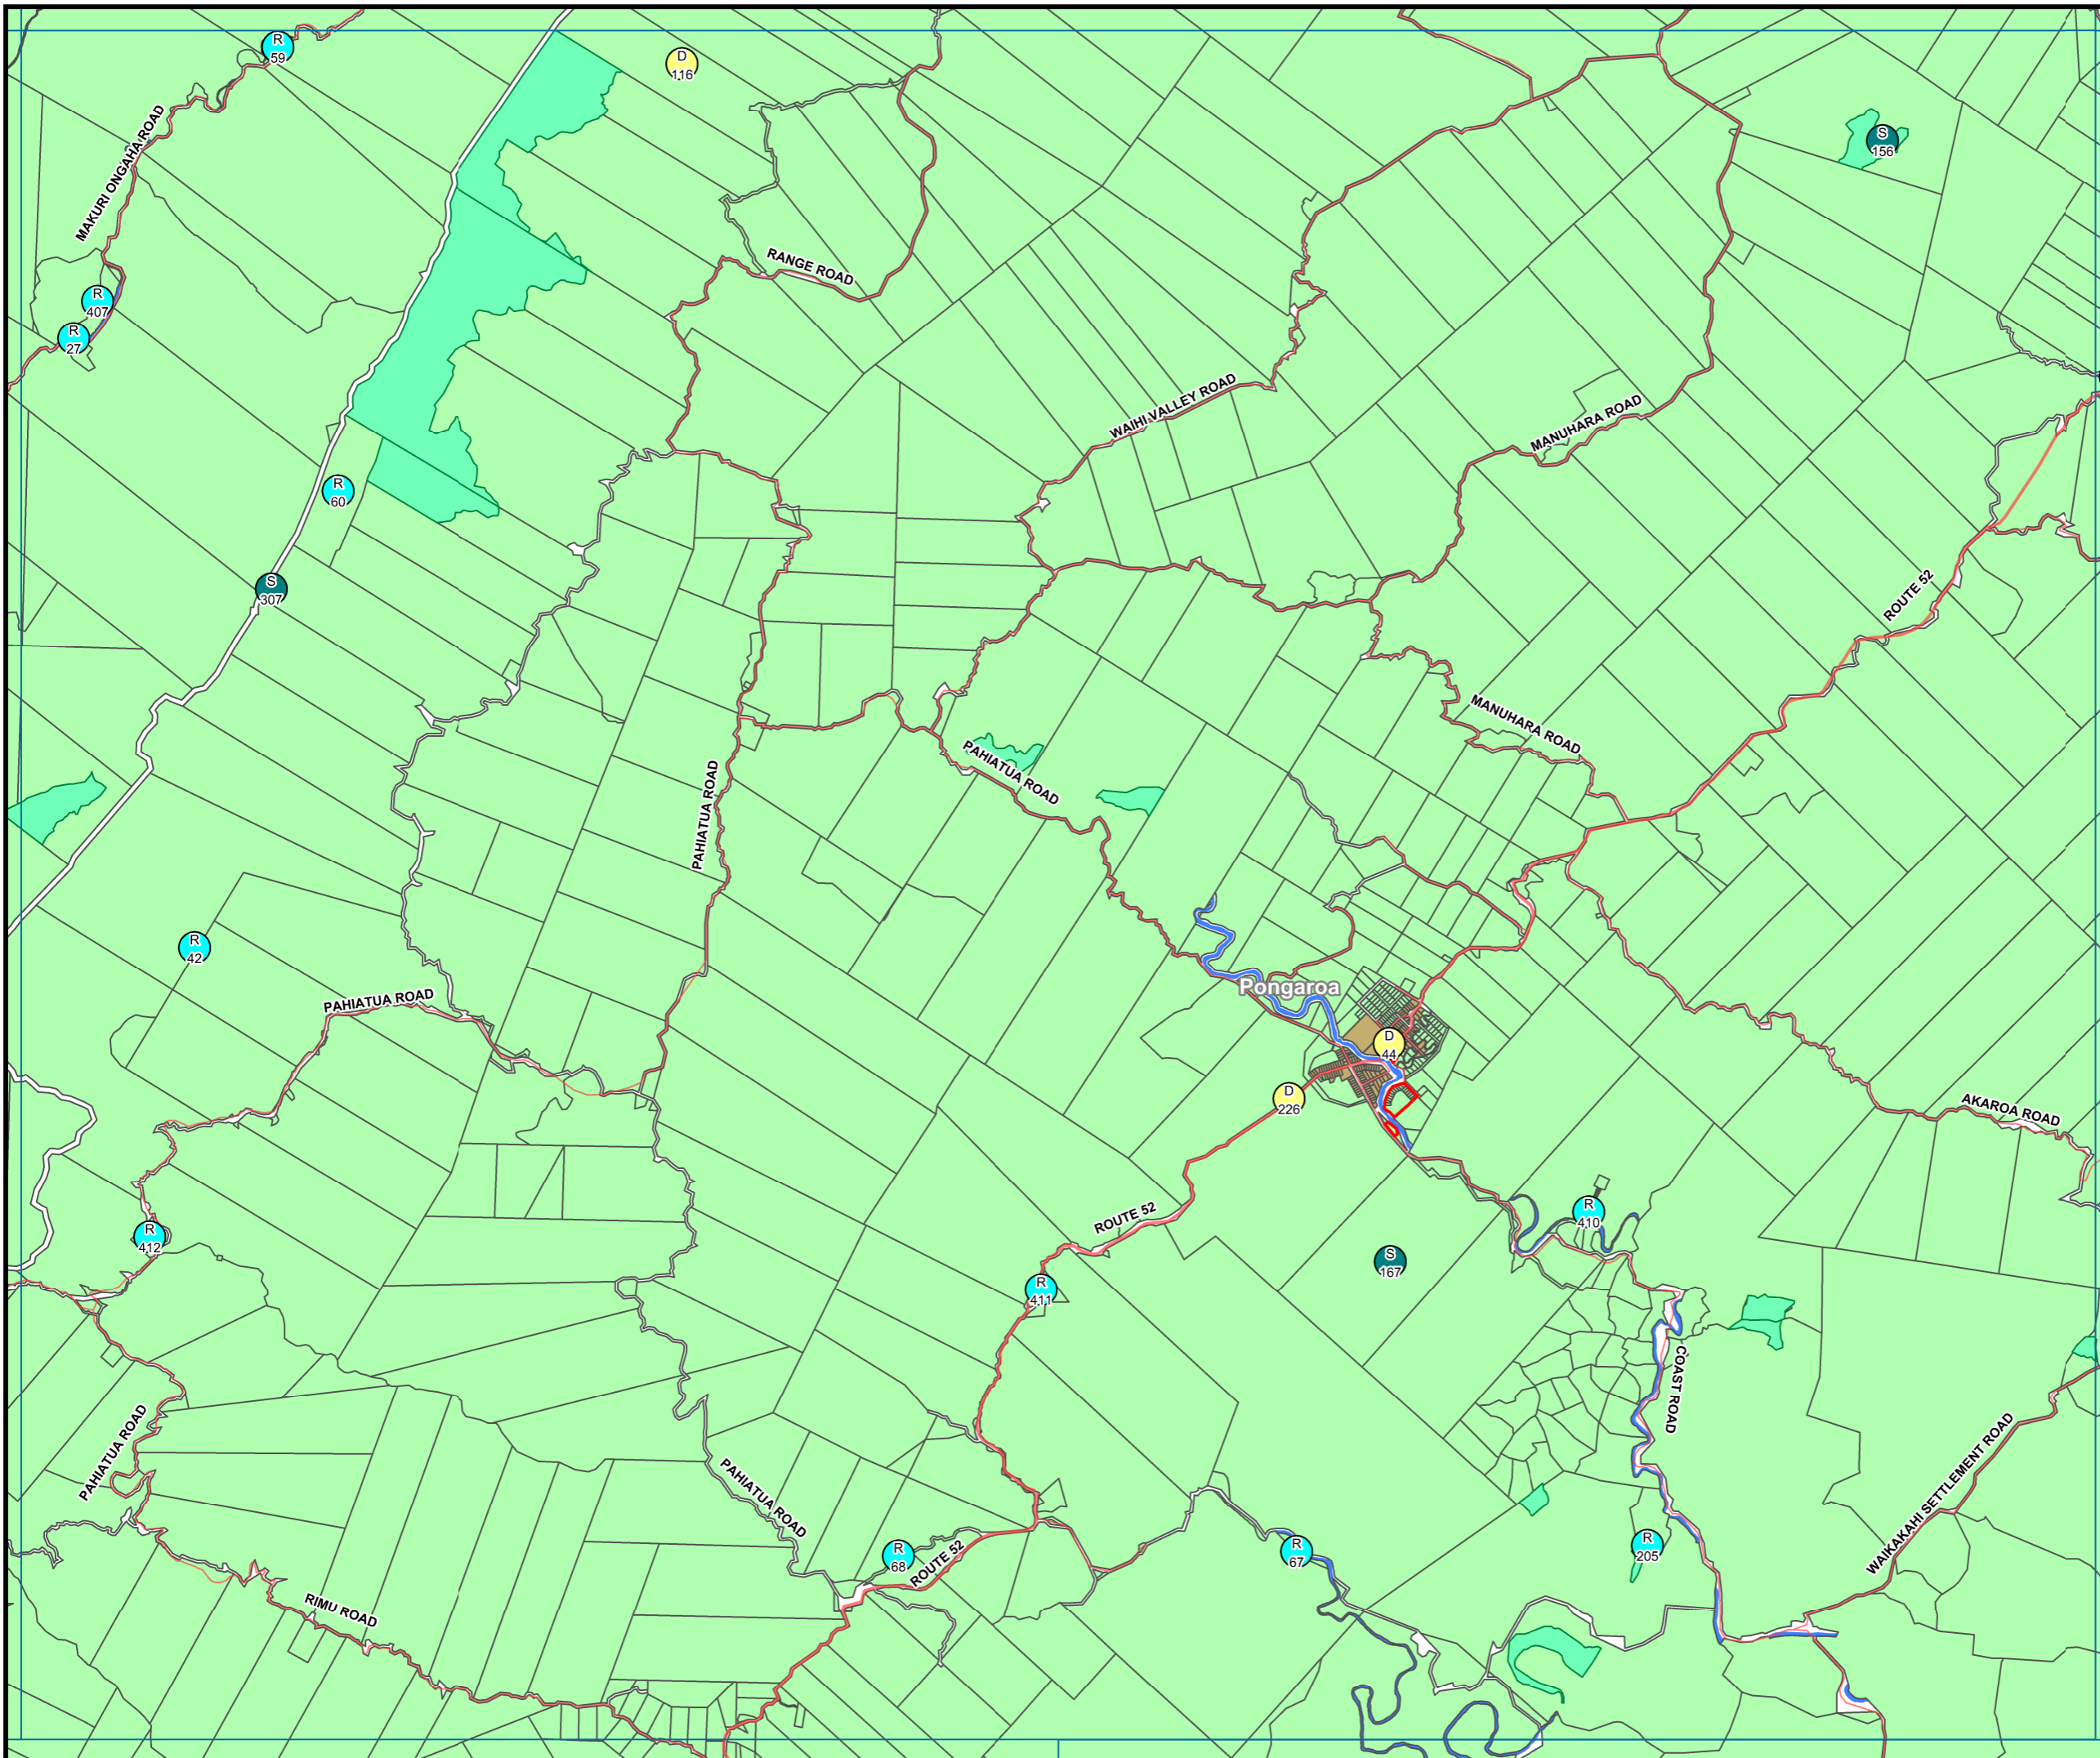 R
59
D
116
S
156
MAKURI ONGAHAI ROAD
RANGE ROAD
R
407
R
27
WAIHI VALLEY ROAD
MANUHARA ROAD
R
60
S
307
ROUTE 52
MANUHARA ROAD
PAHIATUA ROAD
PAHIATUA ROAD
R
42
PAHIATUA ROAD
Pongaroa
D
44
D
226
AKAROA ROAD
R
412
ROUTE 52
R
410
S
167
R
411
COAST ROAD
PAHIATUA ROAD
PAHIATUA ROAD
WAIKAKAHI SETTLEMENT ROAD
R
68
ROUTE 52
R
67
R
205
RIMU ROAD